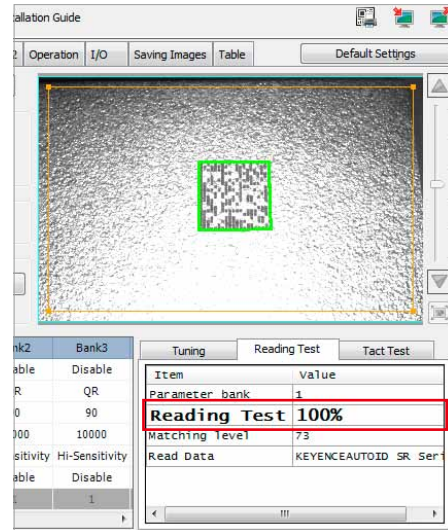 allation Guide
2 Operation I/O Saving Images Table Default Settings
nk2 Bank3
able Disable
R QR
0 90
000 10000
sitivity Hi-Sensitivity
able Disable
1 1
Tuning Reading Test Tact Test
Item Value
Parameter bank 1
Reading Test 100%
Matching level 73
Read Data KEYENCEAUTOID SR Seri